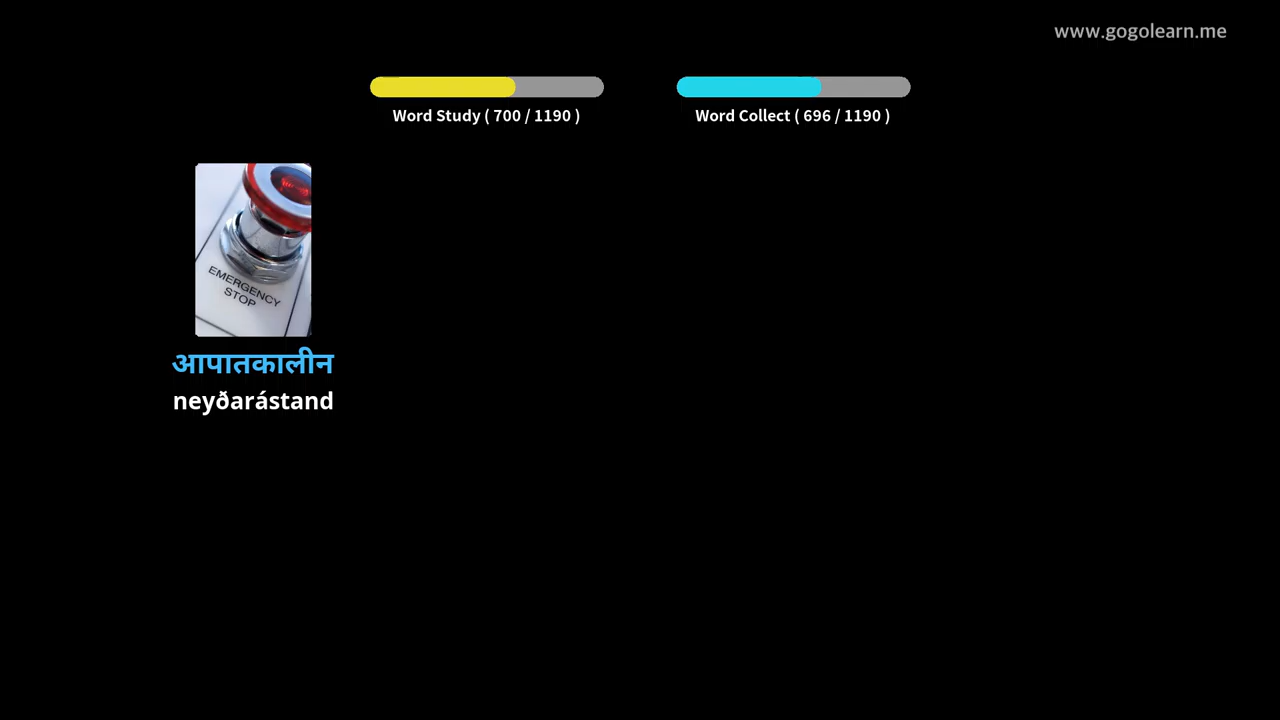 www.gogolearn.me
Word Study ( 700 / 1190 )
Word Collect ( 696 / 1190 )
EMERGENCY
STOP
आपातकालीन
neyðarástand